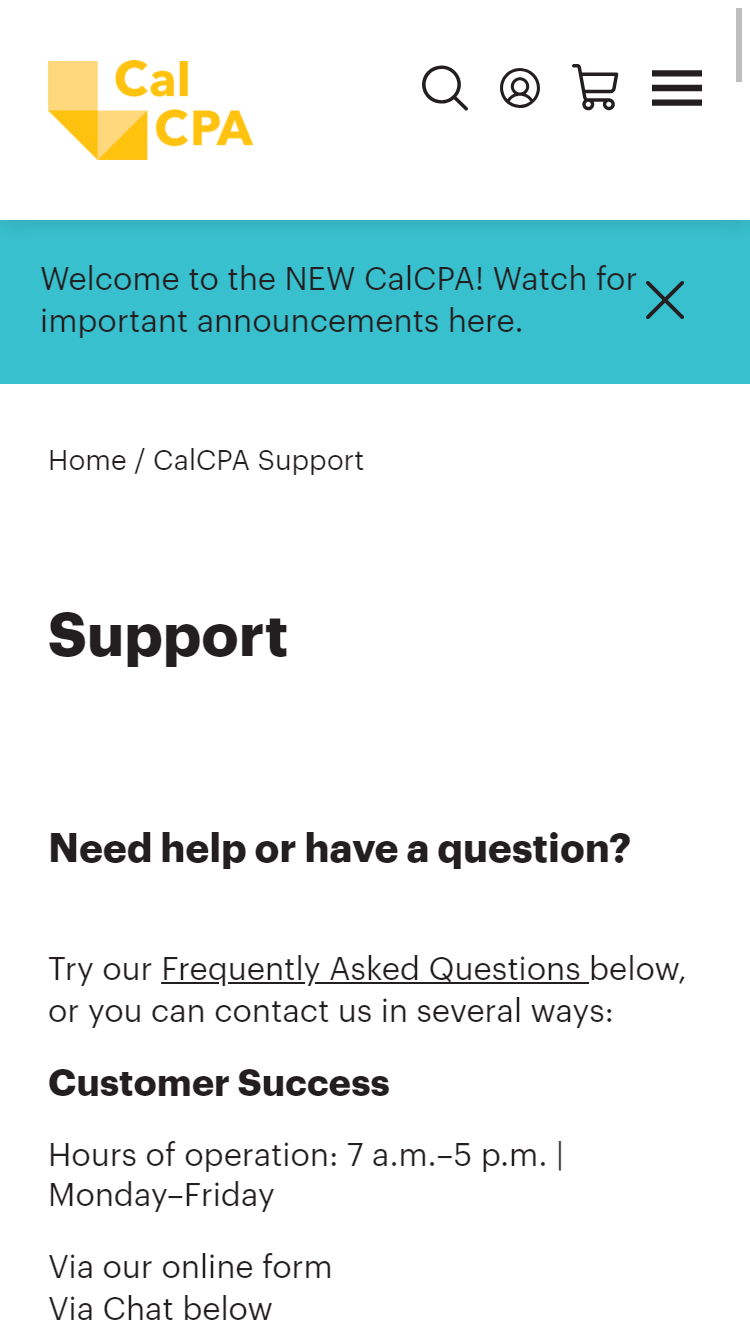 Cal
CPA
Welcome to the NEW CalCPA! Watch for
important announcements here.
Home / CalCPA Support
Support
Need help or have a question?
Try our Frequently Asked Questions below,
or you can contact us in several ways:
Customer Success
Hours of operation: 7 a.m.–5 p.m. |
Monday–Friday
Via our online form
Via Chat below